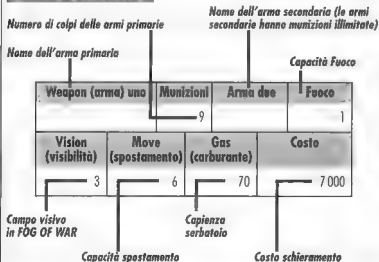 Nome dell'arma secondaria (le armi
secondarie hanno munizioni illimitate)
Numero di colpi delle armi primarie
Nome dell'arma primaria
Capacità Fuoco
Weapon (arma) uno Munizioni Arma due Fuoco
9 1
Vision Move Gas Costo
(visibilità) (spostamento) (carburante)
3 6 70 7000
Campo visivo
in FOG OF WAR
Capienza
serbatoio
Capacità spostamento Costo schieramento